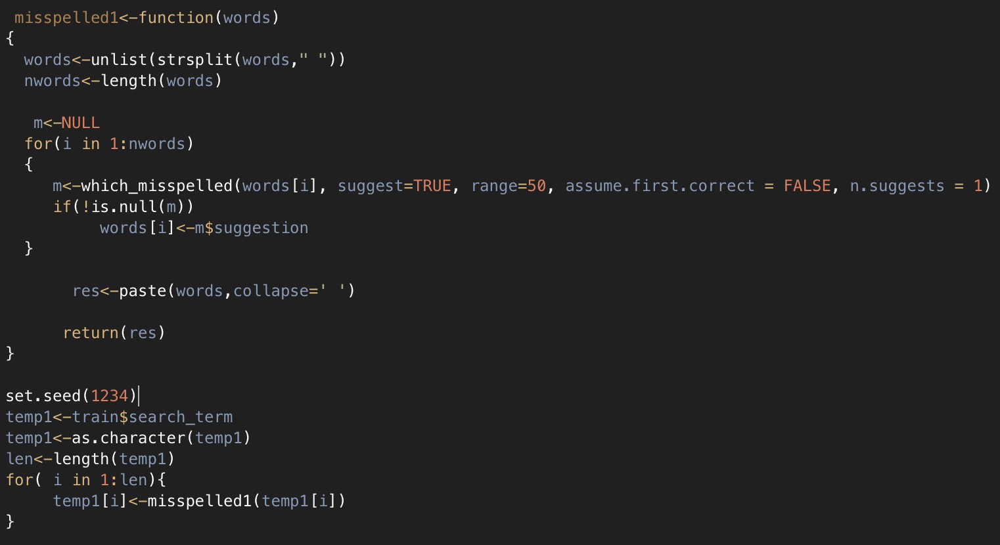 misspelled1<-function(words)
{
words<-unlist(strsplit(words," "))
nwords<-length(words)
m<-NULL
for(i in 1:nwords)
{
m<-which_misspelled(words[i], suggest=TRUE, range=50, assume.first.correct = FALSE, n.suggests = 1)
if(!is.null(m))
words[i]<-m$suggestion
}
res<-paste(words,collapse=' ')
return(res)
}
set.seed(1234)
temp1<-train$search_term
temp1<-as.character(temp1)
len<-length(temp1)
for( i in 1:len){
temp1[i]<-misspelled1(temp1[i])
}